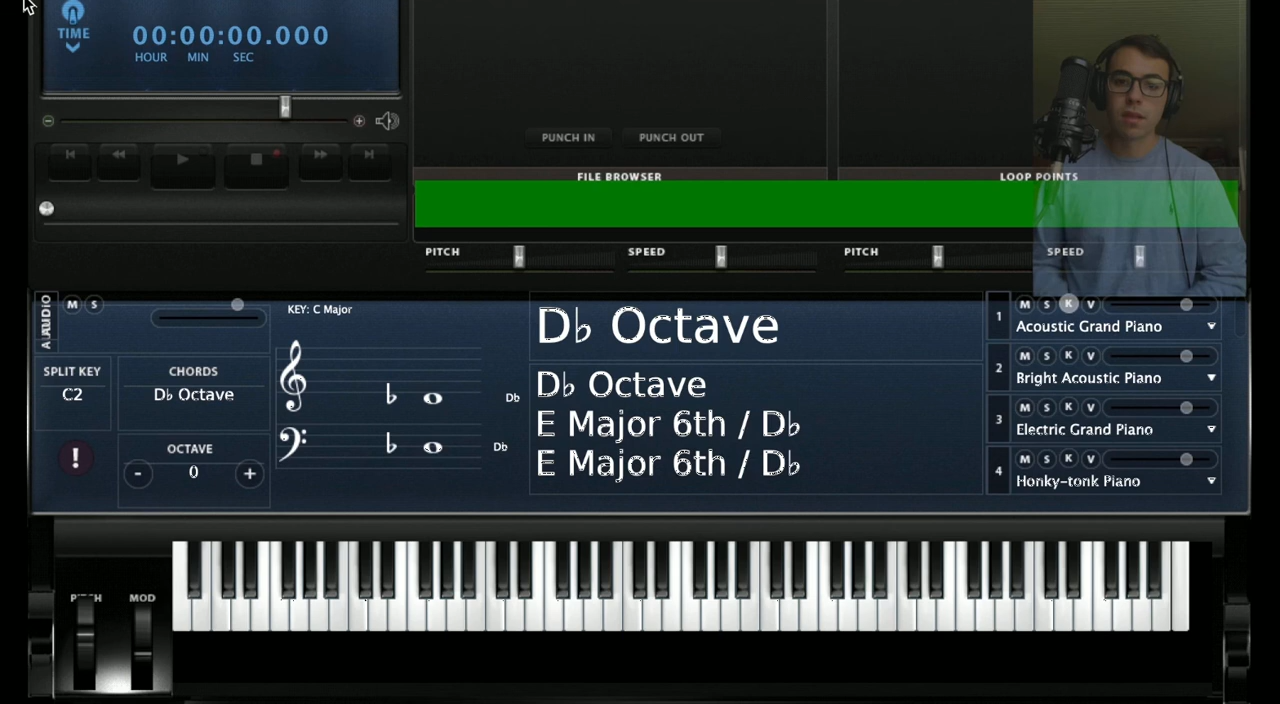 TIME
00:00:00.000
HOUR MIN SEC
PUNCH IN PUNCH OUT
FILE BROWSER LOOP POINTS
PITCH SPEED PITCH SPEED
M S
KEY: C Major
D♭ Octave
1 M S K V
Acoustic Grand Piano
SPLIT KEY
C2
CHORDS
D♭ Octave
Db
Db
D♭ Octave
E Major 6th / D♭
E Major 6th / D♭
2 M S K V
Bright Acoustic Piano
3 M S K V
Electric Grand Piano
4 M S K V
Honky-tonk Piano
!
OCTAVE
- 0 +
PITCH MOD